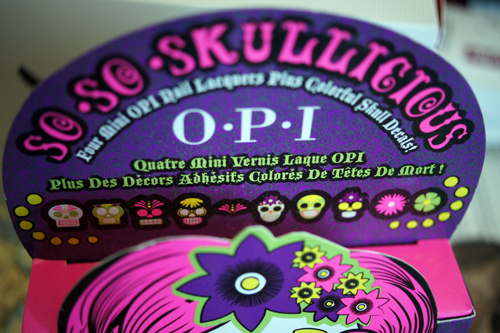 SO·SO·SKULLICIOUS
Four Mini OPI Nail Lacquers Plus Colorful Skull Decals!
O·P·I
Quatre Mini Vernis Laque OPI
Plus Des Décors Adhésifs Colorés De Têtes De Mort !